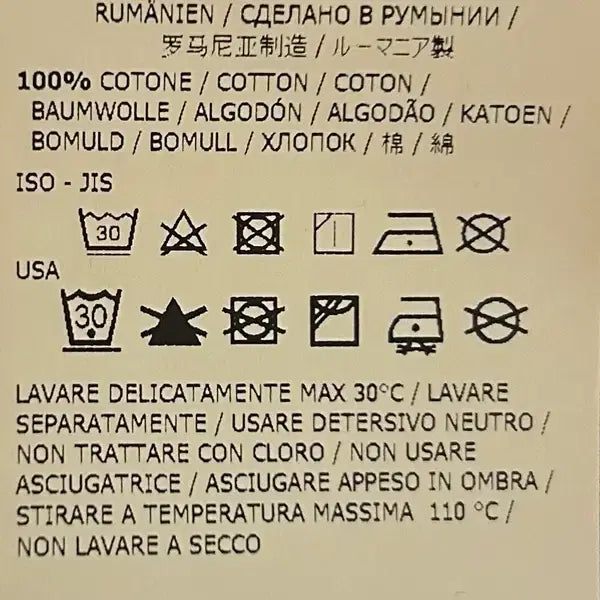 RUMÄNIEN / СДЕЛАНО В РУМЫНИИ /
罗马尼亚制造 / ルーマニア製
100% COTONE / COTTON / COTON /
BAUMWOLLE / ALGODÓN / ALGODÃO / KATOEN /
BOMULD / BOMULL / ХЛОПОК / 棉 / 綿
ISO - JIS
30
USA
30
LAVARE DELICATAMENTE MAX 30°C / LAVARE
SEPARATAMENTE / USARE DETERSIVO NEUTRO /
NON TRATTARE CON CLORO / NON USARE
ASCIUGATRICE / ASCIUGARE APPESO IN OMBRA /
STIRARE A TEMPERATURA MASSIMA 110 °C /
NON LAVARE A SECCO